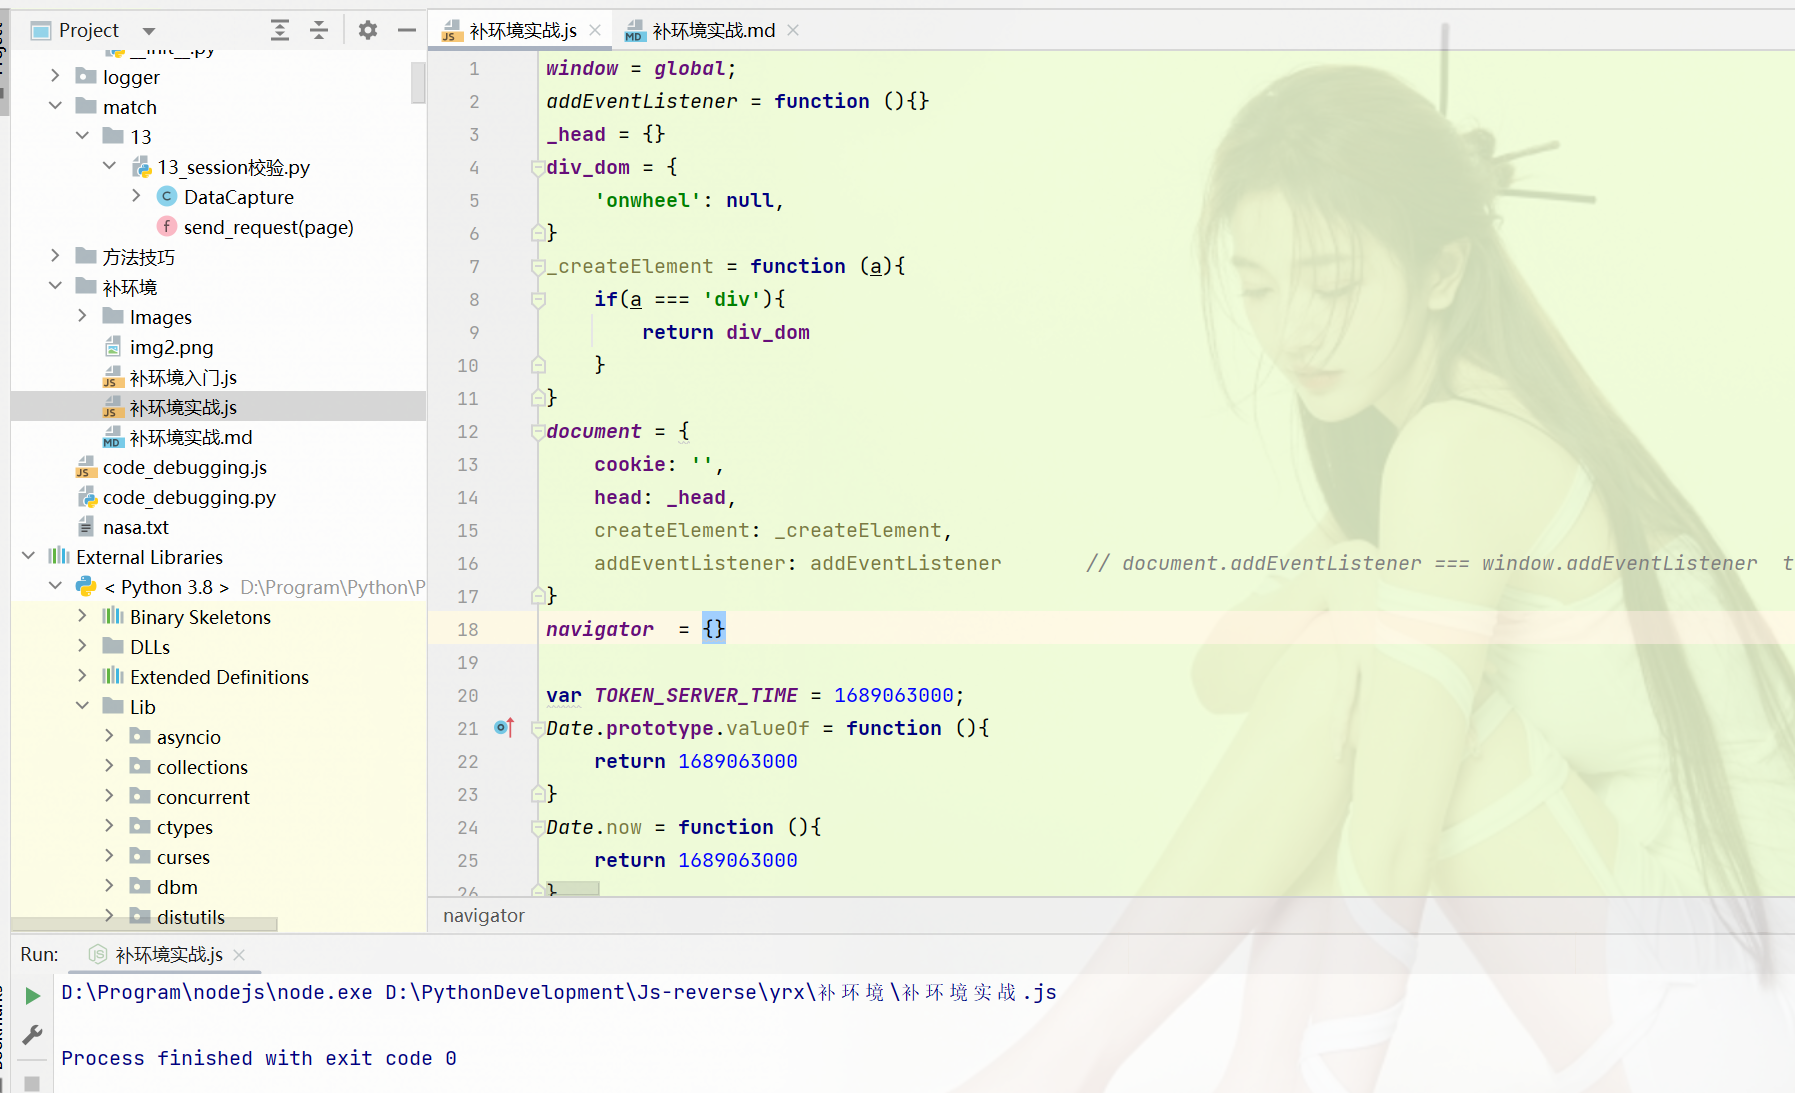 Project
__init__.py
logger
match
13
13_session校验.py
DataCapture
send_request(page)
方法技巧
补环境
Images
img2.png
补环境入门.js
补环境实战.js
补环境实战.md
code_debugging.js
code_debugging.py
nasa.txt
External Libraries
< Python 3.8 > D:\Program\Python\P
Binary Skeletons
DLLs
Extended Definitions
Lib
asyncio
collections
concurrent
ctypes
curses
dbm
distutils
补环境实战.js
补环境实战.md
1 window = global;
2 addEventListener = function (){}
3 _head = {}
4 div_dom = {
5 'onwheel': null,
6 }
7 _createElement = function (a){
8 if(a === 'div'){
9 return div_dom
10 }
11 }
12 document = {
13 cookie: '',
14 head: _head,
15 createElement: _createElement,
16 addEventListener: addEventListener // document.addEventListener === window.addEventListener t
17 }
18 navigator = {}
19
20 var TOKEN_SERVER_TIME = 1689063000;
21 Date.prototype.valueOf = function (){
22 return 1689063000
23 }
24 Date.now = function (){
25 return 1689063000
26 }
navigator
Run: 补环境实战.js
D:\Program\nodejs\node.exe D:\PythonDevelopment\Js-reverse\yrx\补环境\补环境实战.js
Process finished with exit code 0